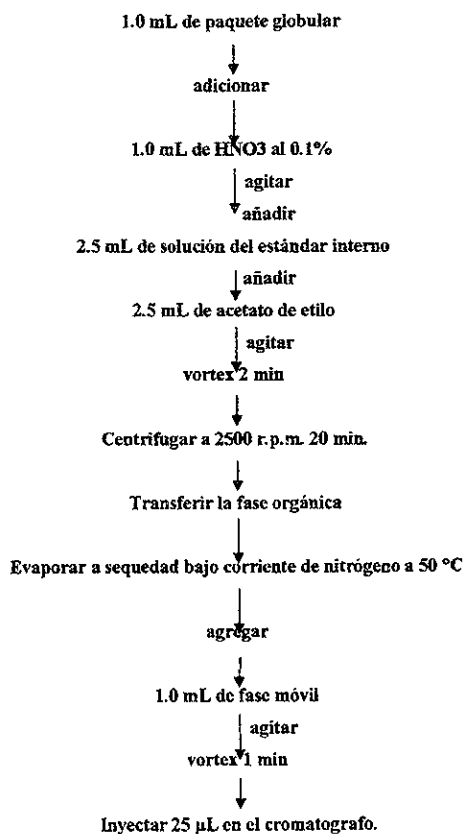 1.0 mL de paquete globular
adicionar
1.0 mL de HNO3 al 0.1%
agitar
añadir
2.5 mL de solución del estándar interno
añadir
2.5 mL de acetato de etilo
agitar
vortex 2 min
Centrifugar a 2500 r.p.m. 20 min.
Transferir la fase orgánica
Evaporar a sequedad bajo corriente de nitrógeno a 50 °C
agregar
1.0 mL de fase móvil
agitar
vortex 1 min
Inyectar 25 µL en el cromatografo.